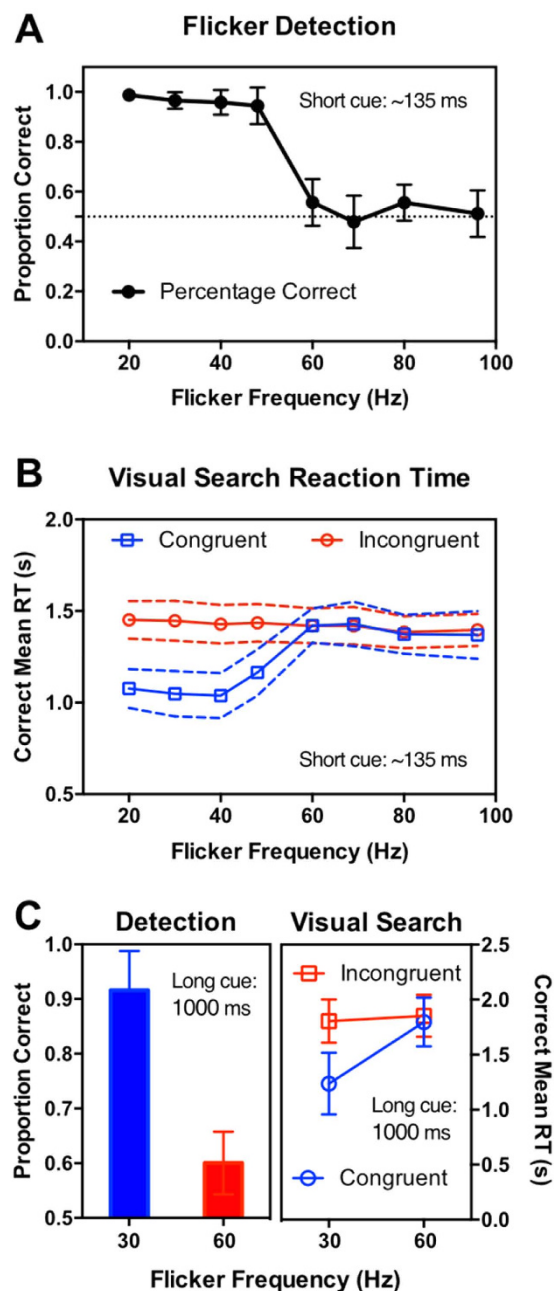 A
Flicker Detection
Proportion Correct
1.0
0.8
0.6
0.4
0.2
0.0
Short cue: ~135 ms
Percentage Correct
20 40 60 80 100
Flicker Frequency (Hz)
B
Visual Search Reaction Time
Correct Mean RT (s)
2.0
1.5
1.0
0.5
Congruent Incongruent
Short cue: ~135 ms
20 40 60 80 100
Flicker Frequency (Hz)
C
Detection
Proportion Correct
1.0
0.9
0.8
0.7
0.6
0.5
Long cue:
1000 ms
30 60
Visual Search
Incongruent
Long cue:
1000 ms
Congruent
2.5
2.0
1.5
1.0
0.5
0.0
Correct Mean RT (s)
30 60
Flicker Frequency (Hz)